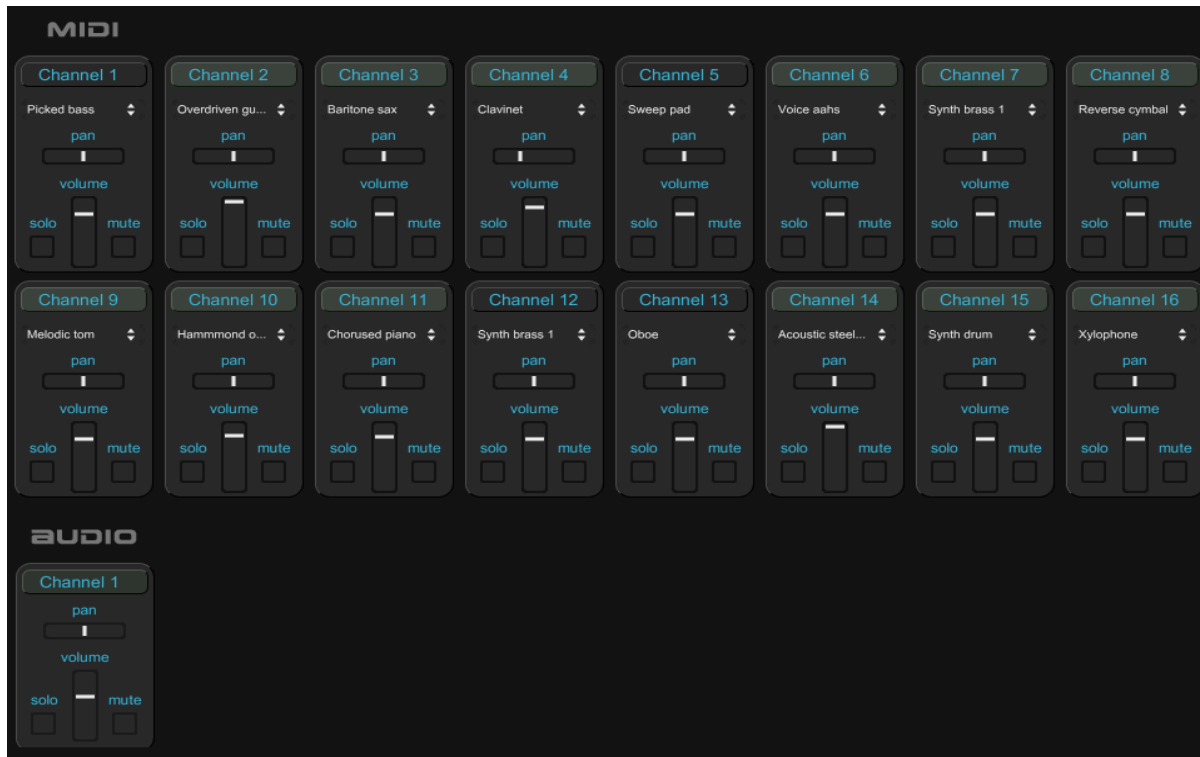 MIDI
Channel 1 Channel 2 Channel 3 Channel 4 Channel 5 Channel 6 Channel 7 Channel 8
Picked bass Overdriven gu... Baritone sax Clavinet Sweep pad Voice aahs Synth brass 1 Reverse cymbal
pan pan pan pan pan pan pan pan
volume volume volume volume volume volume volume volume
solo mute solo mute solo mute solo mute solo mute solo mute solo mute solo mute
Channel 9 Channel 10 Channel 11 Channel 12 Channel 13 Channel 14 Channel 15 Channel 16
Melodic tom Hammmond o... Chorused piano Synth brass 1 Oboe Acoustic steel... Synth drum Xylophone
pan pan pan pan pan pan pan pan
volume volume volume volume volume volume volume volume
solo mute solo mute solo mute solo mute solo mute solo mute solo mute solo mute
AUDIO
Channel 1
pan
volume
solo mute